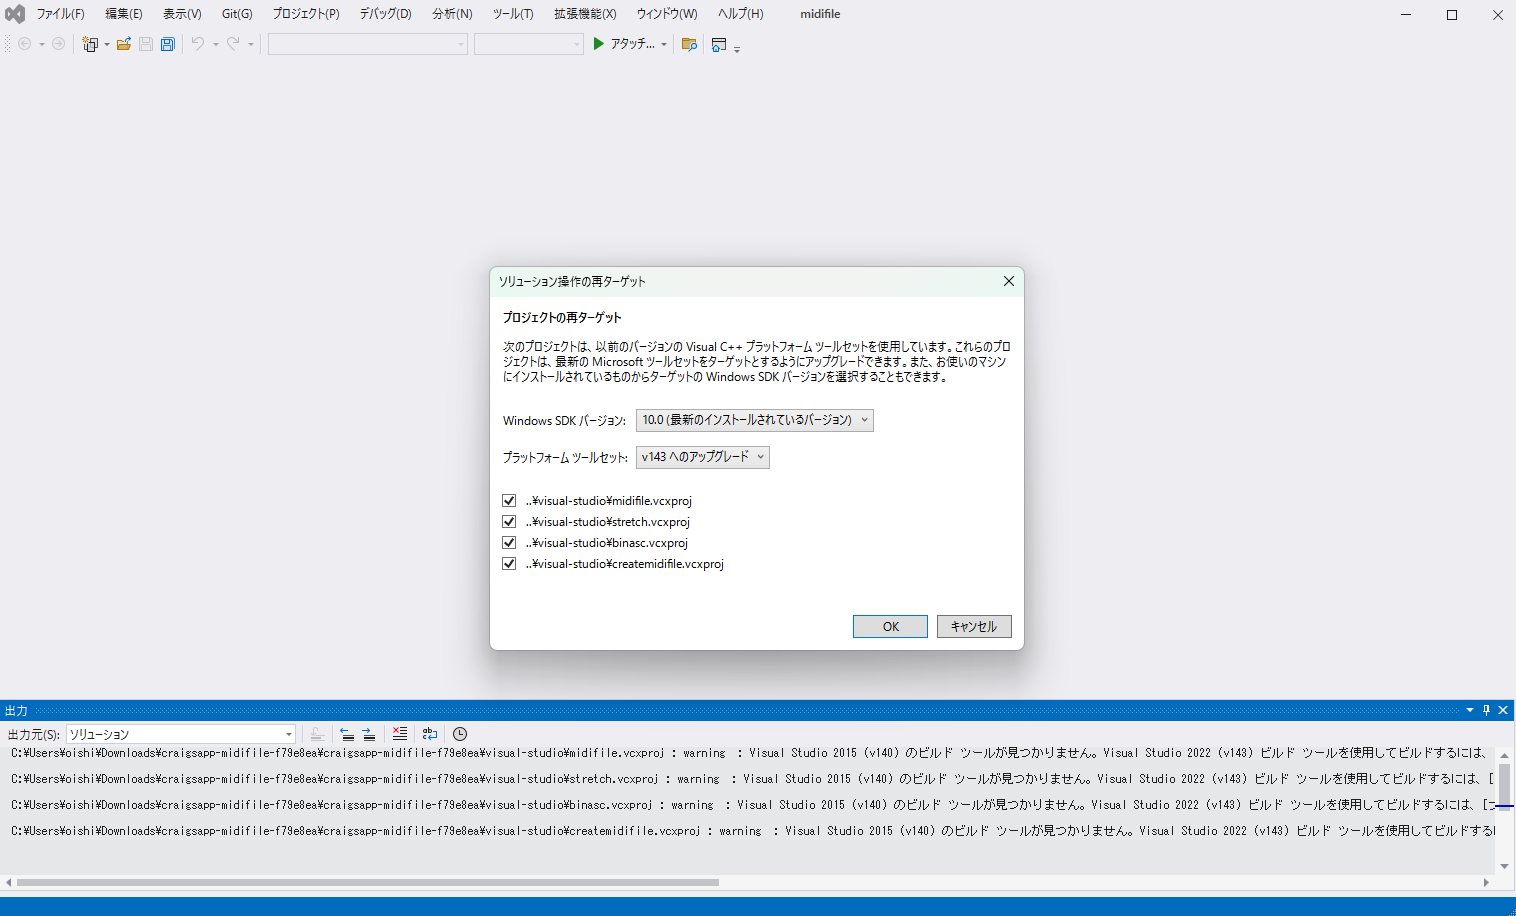 ファイル(F) 編集(E) 表示(V) Git(G) プロジェクト(P) デバッグ(D) 分析(N) ツール(T) 拡張機能(X) ウィンドウ(W) ヘルプ(H) midifile
アタッチ...
ソリューション操作の再ターゲット
プロジェクトの再ターゲット
次のプロジェクトは、以前のバージョンの Visual C++ プラットフォーム ツールセットを使用しています。これらのプロ
ジェクトは、最新の Microsoft ツールセットをターゲットとするようにアップグレードできます。また、お使いのマシン
にインストールされているものからターゲットの Windows SDK バージョンを選択することもできます。
Windows SDK バージョン: 10.0 (最新のインストールされているバージョン)
プラットフォーム ツールセット: v143 へのアップグレード
..¥visual-studio¥midifile.vcxproj
..¥visual-studio¥stretch.vcxproj
..¥visual-studio¥binasc.vcxproj
..¥visual-studio¥createmidifile.vcxproj
OK キャンセル
出力
出力元(S): ソリューション
C:¥Users¥oishi¥Downloads¥craigsapp-midifile-f79e8ea¥craigsapp-midifile-f79e8ea¥visual-studio¥midifile.vcxproj : warning : Visual Studio 2015 (v140) のビルド ツールが見つかりません。Visual Studio 2022 (v143) ビルド ツールを使用してビルドするには、
C:¥Users¥oishi¥Downloads¥craigsapp-midifile-f79e8ea¥craigsapp-midifile-f79e8ea¥visual-studio¥stretch.vcxproj : warning : Visual Studio 2015 (v140) のビルド ツールが見つかりません。Visual Studio 2022 (v143) ビルド ツールを使用してビルドするには、[
C:¥Users¥oishi¥Downloads¥craigsapp-midifile-f79e8ea¥craigsapp-midifile-f79e8ea¥visual-studio¥binasc.vcxproj : warning : Visual Studio 2015 (v140) のビルド ツールが見つかりません。Visual Studio 2022 (v143) ビルド ツールを使用してビルドするには、[
C:¥Users¥oishi¥Downloads¥craigsapp-midifile-f79e8ea¥craigsapp-midifile-f79e8ea¥visual-studio¥createmidifile.vcxproj : warning : Visual Studio 2015 (v140) のビルド ツールが見つかりません。Visual Studio 2022 (v143) ビルド ツールを使用してビルドする